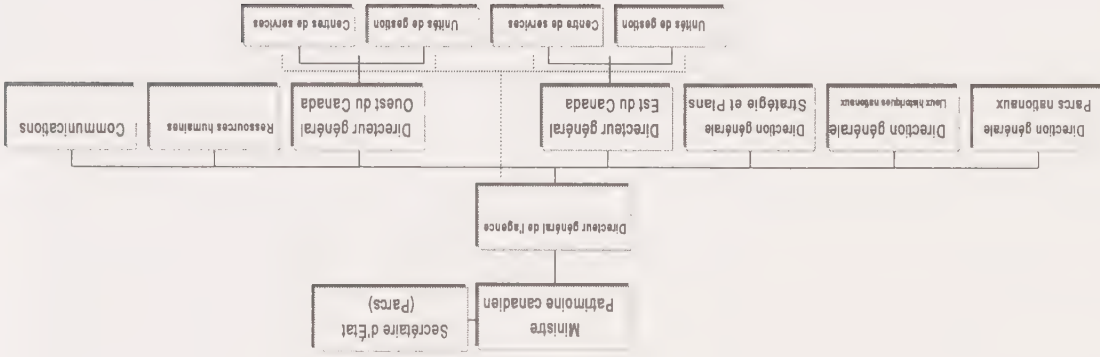 Ministre
Patrimoine canadien
Secrétaire d'État
(Parcs)
Directeur général de l'agence
Direction générale
Parcs nationaux
Direction générale
Lieux historiques nationaux
Direction générale
Stratégie et Plans
Directeur général
Est du Canada
Directeur général
Ouest du Canada
Ressources humaines
Communications
Unités de gestion
Centre de services
Unités de gestion
Centres de services